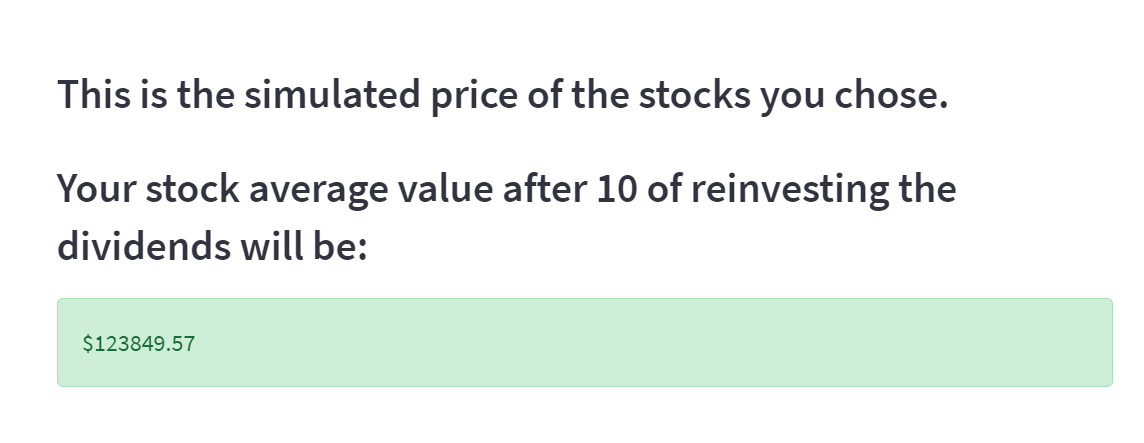 This is the simulated price of the stocks you chose.
Your stock average value after 10 of reinvesting the
dividends will be:
$123849.57